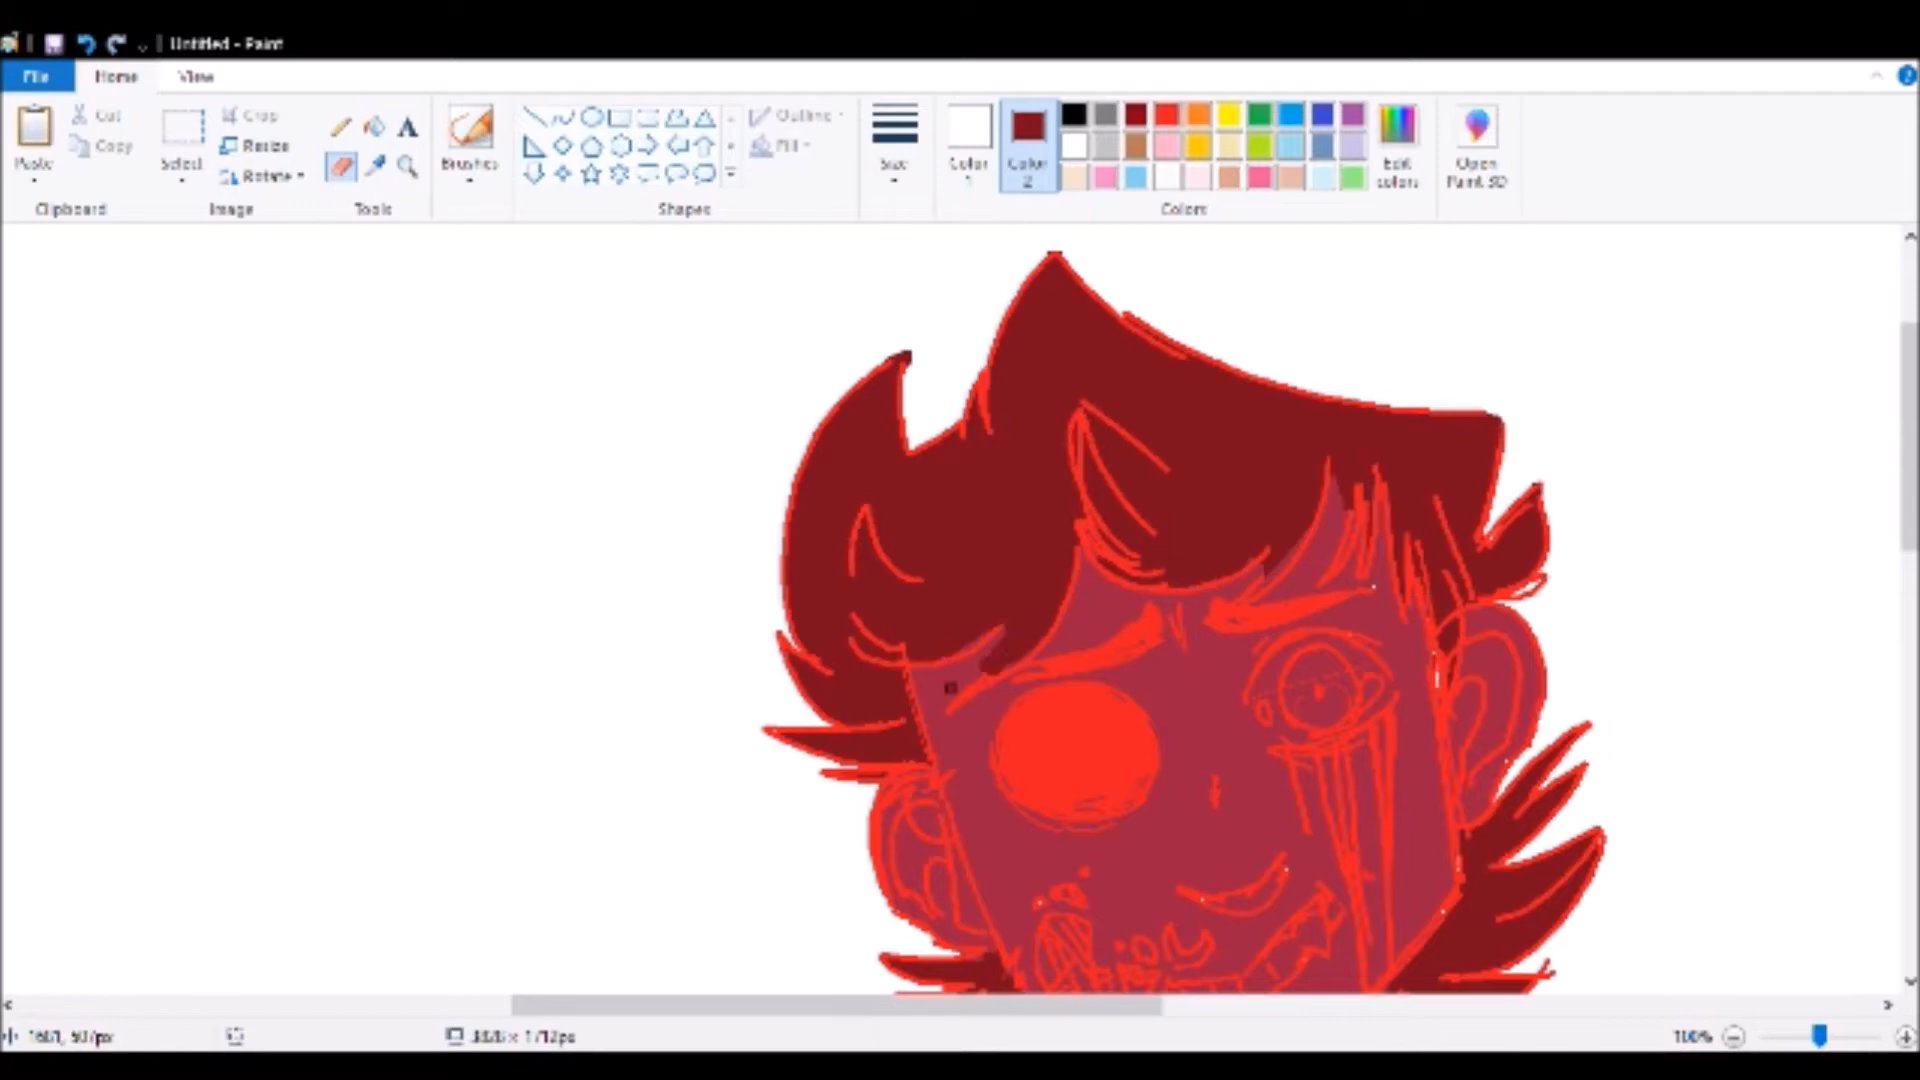 Untitled - Paint
File Home View
Cut
Copy
Paste
Clipboard
Select
Crop
Resize
Rotate
Image
A
Tools
Brushes
Outline
Fill
Shapes
Size
Color
1
Color
2
Edit
colors
Colors
Open
Paint 3D
100%